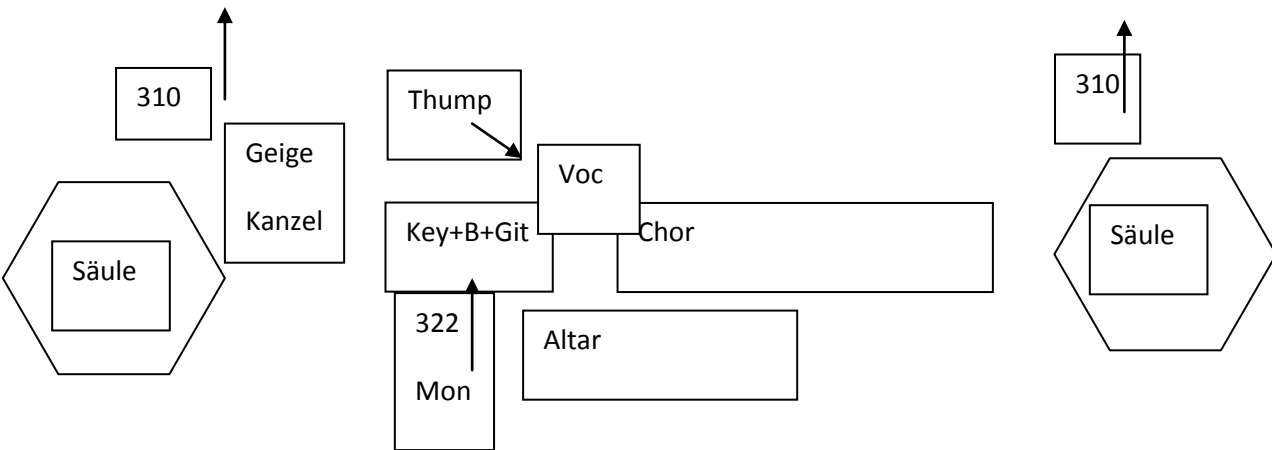 310
Thump
310
Geige
Kanzel
Voc
Key+B+Git
Chor
Säule
Säule
322
Mon
Altar